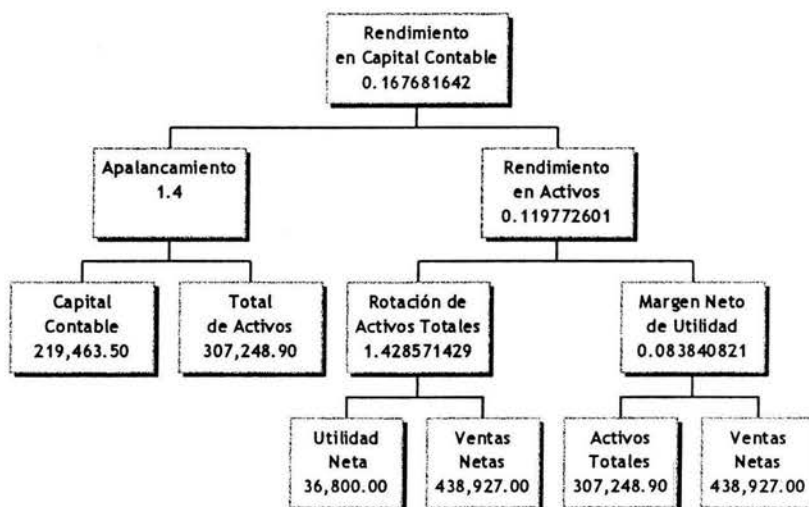 Rendimiento
en Capital Contable
0.167681642
Apalancamiento
1.4
Rendimiento
en Activos
0.119772601
Capital
Contable
219,463.50
Total
de Activos
307,248.90
Rotación de
Activos Totales
1.428571429
Margen Neto
de Utilidad
0.083840821
Utilidad
Neta
36,800.00
Ventas
Netas
438,927.00
Activos
Totales
307,248.90
Ventas
Netas
438,927.00